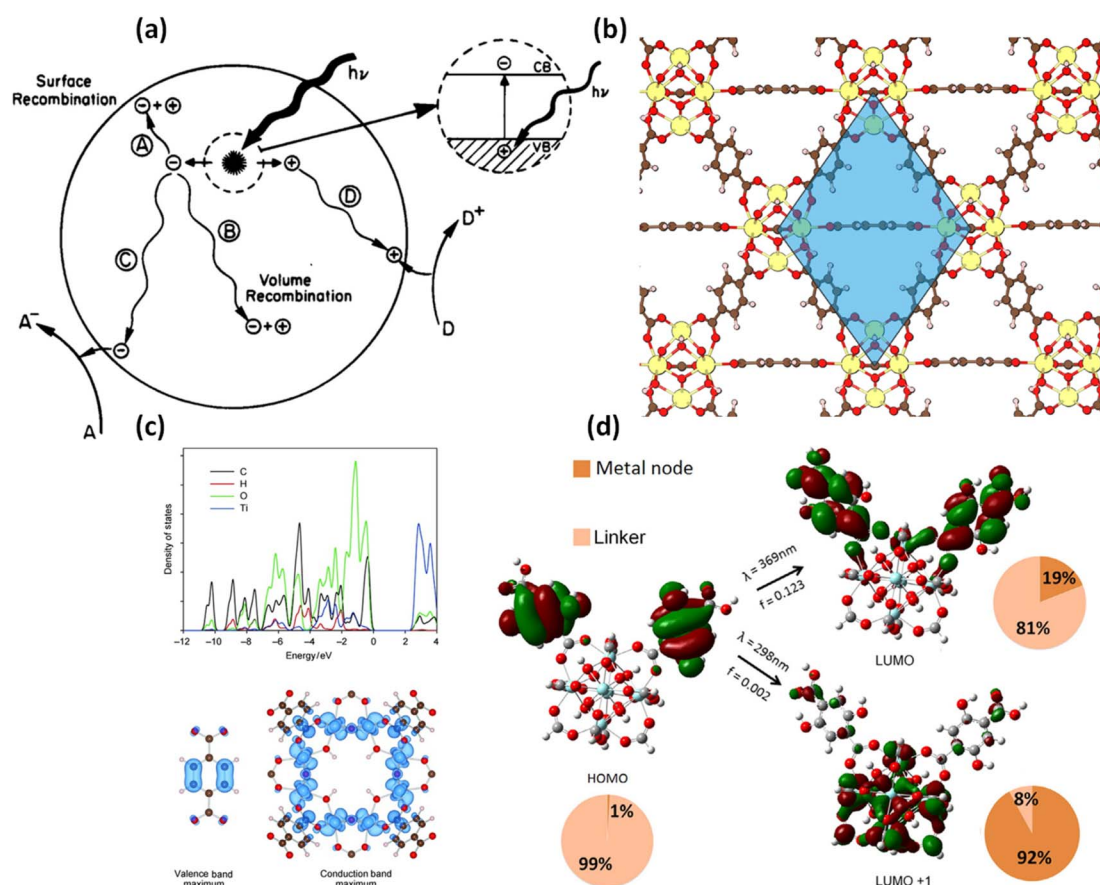 (a)
Surface
Recombination
hν
⊖+⊕
Ⓐ
⊖
⊕
Ⓓ
Ⓑ
Ⓒ
Volume
Recombination
⊖+⊕
⊕
⊖
D+
D
A−
A
⊖
CB
hν
VB
⊕
(b)
(c)
Density of states
C
H
O
Ti
−12
−10
−8
−6
−4
−2
0
2
4
Energy/eV
Valence band
maximum
Conduction band
maximum
(d)
Metal node
Linker
λ = 369nm
f = 0.123
λ = 298nm
f = 0.002
HOMO
1%
99%
LUMO
19%
81%
LUMO +1
8%
92%